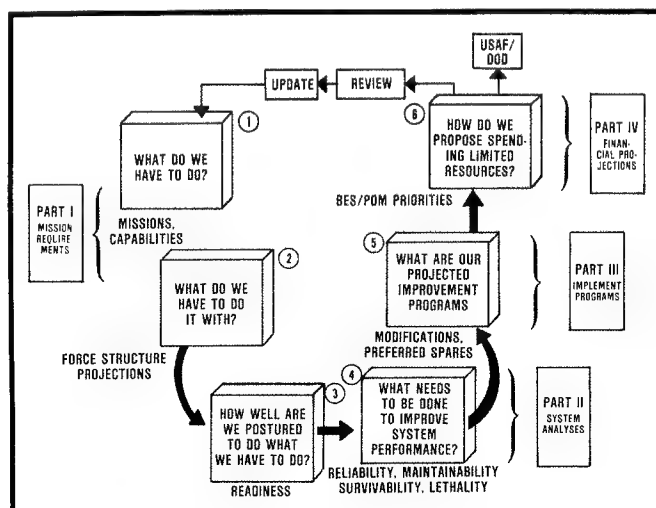 USAF/
DOD
UPDATE
REVIEW
1
WHAT DO WE
HAVE TO DO?
MISSIONS,
CAPABILITIES
PART I
MISSION
REQUIRE
MENTS
2
WHAT DO WE
HAVE TO DO
IT WITH?
FORCE STRUCTURE
PROJECTIONS
3
HOW WELL ARE
WE POSTURED
TO DO WHAT
WE HAVE TO DO?
READINESS
4
WHAT NEEDS
TO BE DONE
TO IMPROVE
SYSTEM
PERFORMANCE?
RELIABILITY, MAINTAINABILITY
SURVIVABILITY, LETHALITY
PART II
SYSTEM
ANALYSES
5
WHAT ARE OUR
PROJECTED
IMPROVEMENT
PROGRAMS
MODIFICATIONS,
PREFERRED SPARES
PART III
IMPLEMENT
PROGRAMS
6
HOW DO WE
PROPOSE SPEND-
ING LIMITED
RESOURCES?
BES/POM PRIORITIES
PART IV
FINAN-
CIAL PRO-
JECTIONS